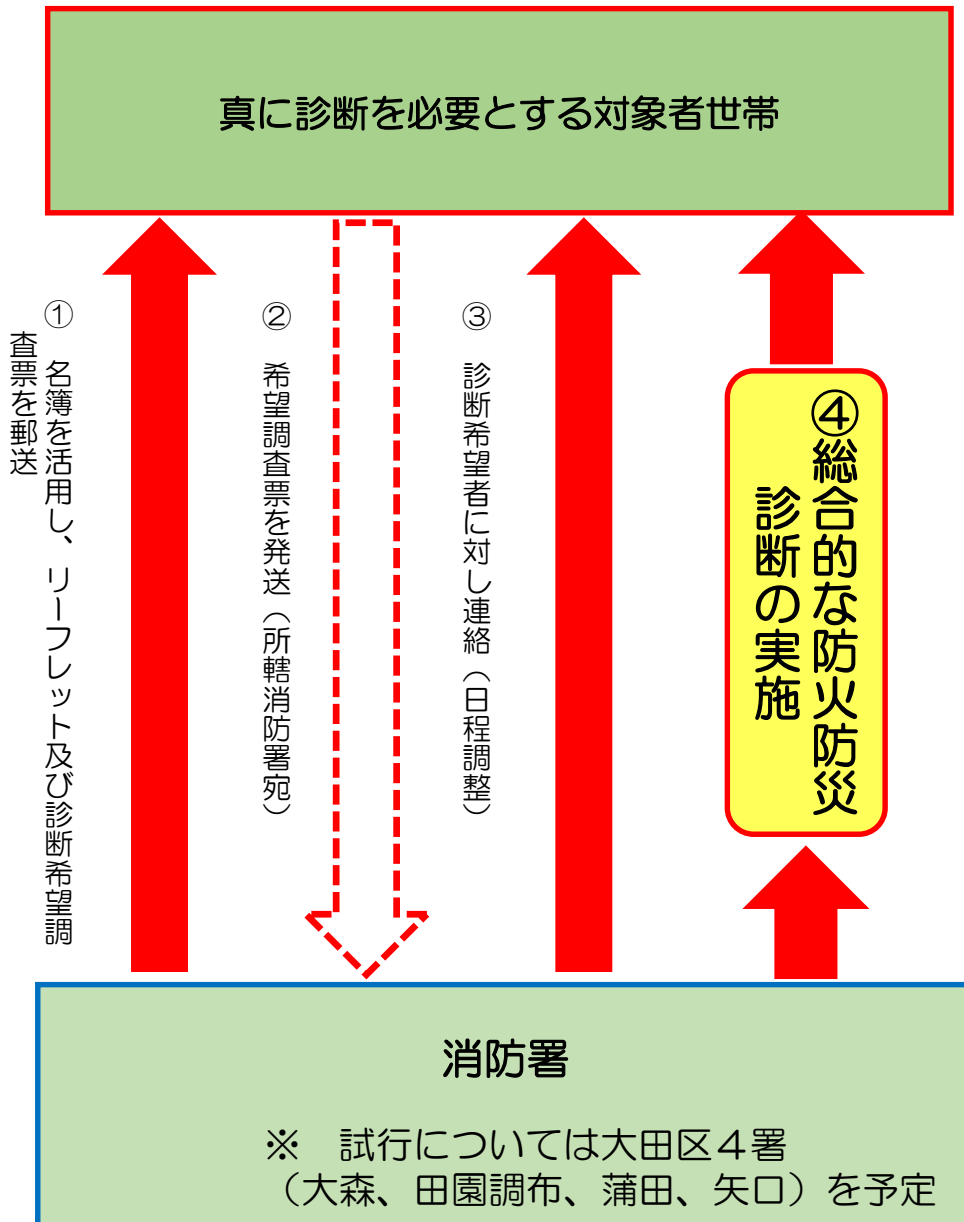 真に診断を必要とする対象者世帯
① 名簿を活用し、リーフレット及び診断希望調
査票を郵送
② 希望調査票を発送（所轄消防署宛）
③ 診断希望者に対し連絡（日程調整）
④総合的な防火防災
診断の実施
消防署
※ 試行については大田区４署
（大森、田園調布、蒲田、矢口）を予定